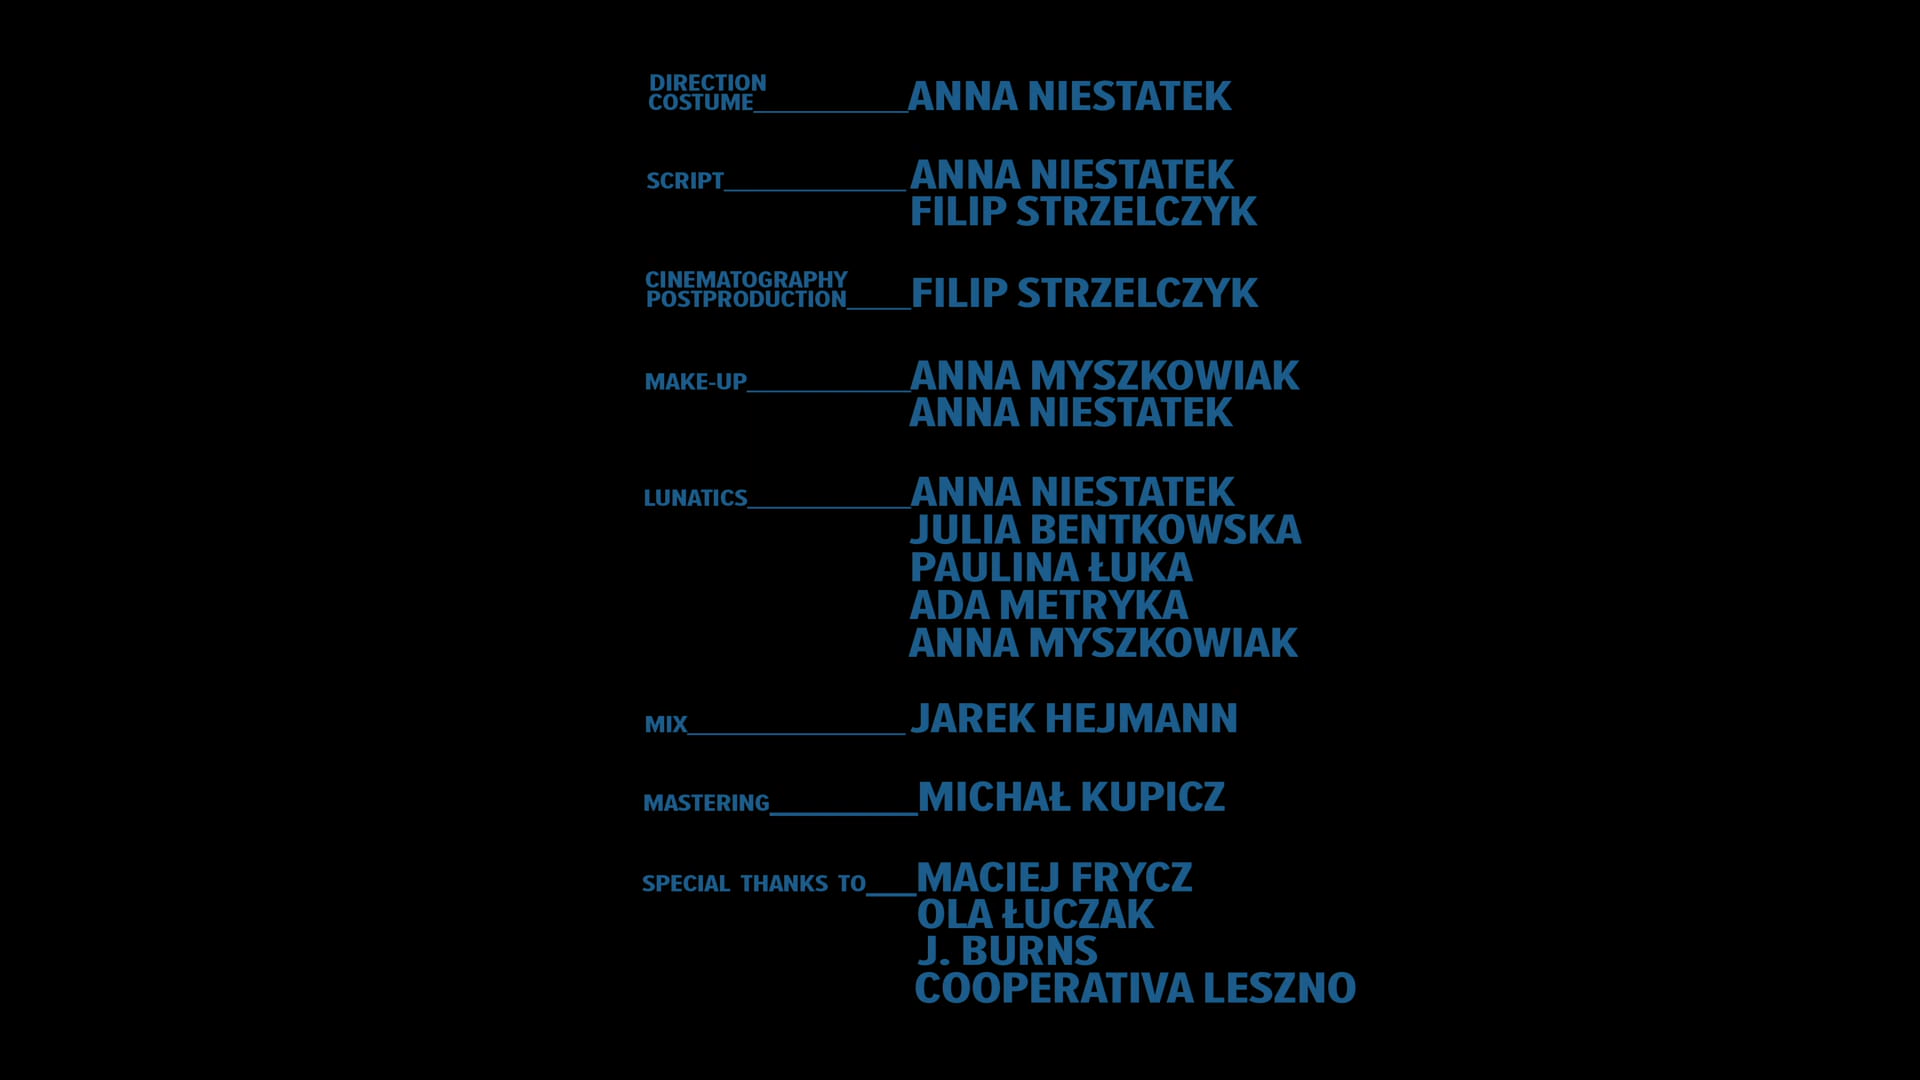 DIRECTION
COSTUME ANNA NIESTATEK
SCRIPT ANNA NIESTATEK
FILIP STRZELCZYK
CINEMATOGRAPHY
POSTPRODUCTION FILIP STRZELCZYK
MAKE-UP ANNA MYSZKOWIAK
ANNA NIESTATEK
LUNATICS ANNA NIESTATEK
JULIA BENTKOWSKA
PAULINA ŁUKA
ADA METRYKA
ANNA MYSZKOWIAK
MIX JAREK HEJMANN
MASTERING MICHAŁ KUPICZ
SPECIAL THANKS TO MACIEJ FRYCZ
OLA ŁUCZAK
J. BURNS
COOPERATIVA LESZNO